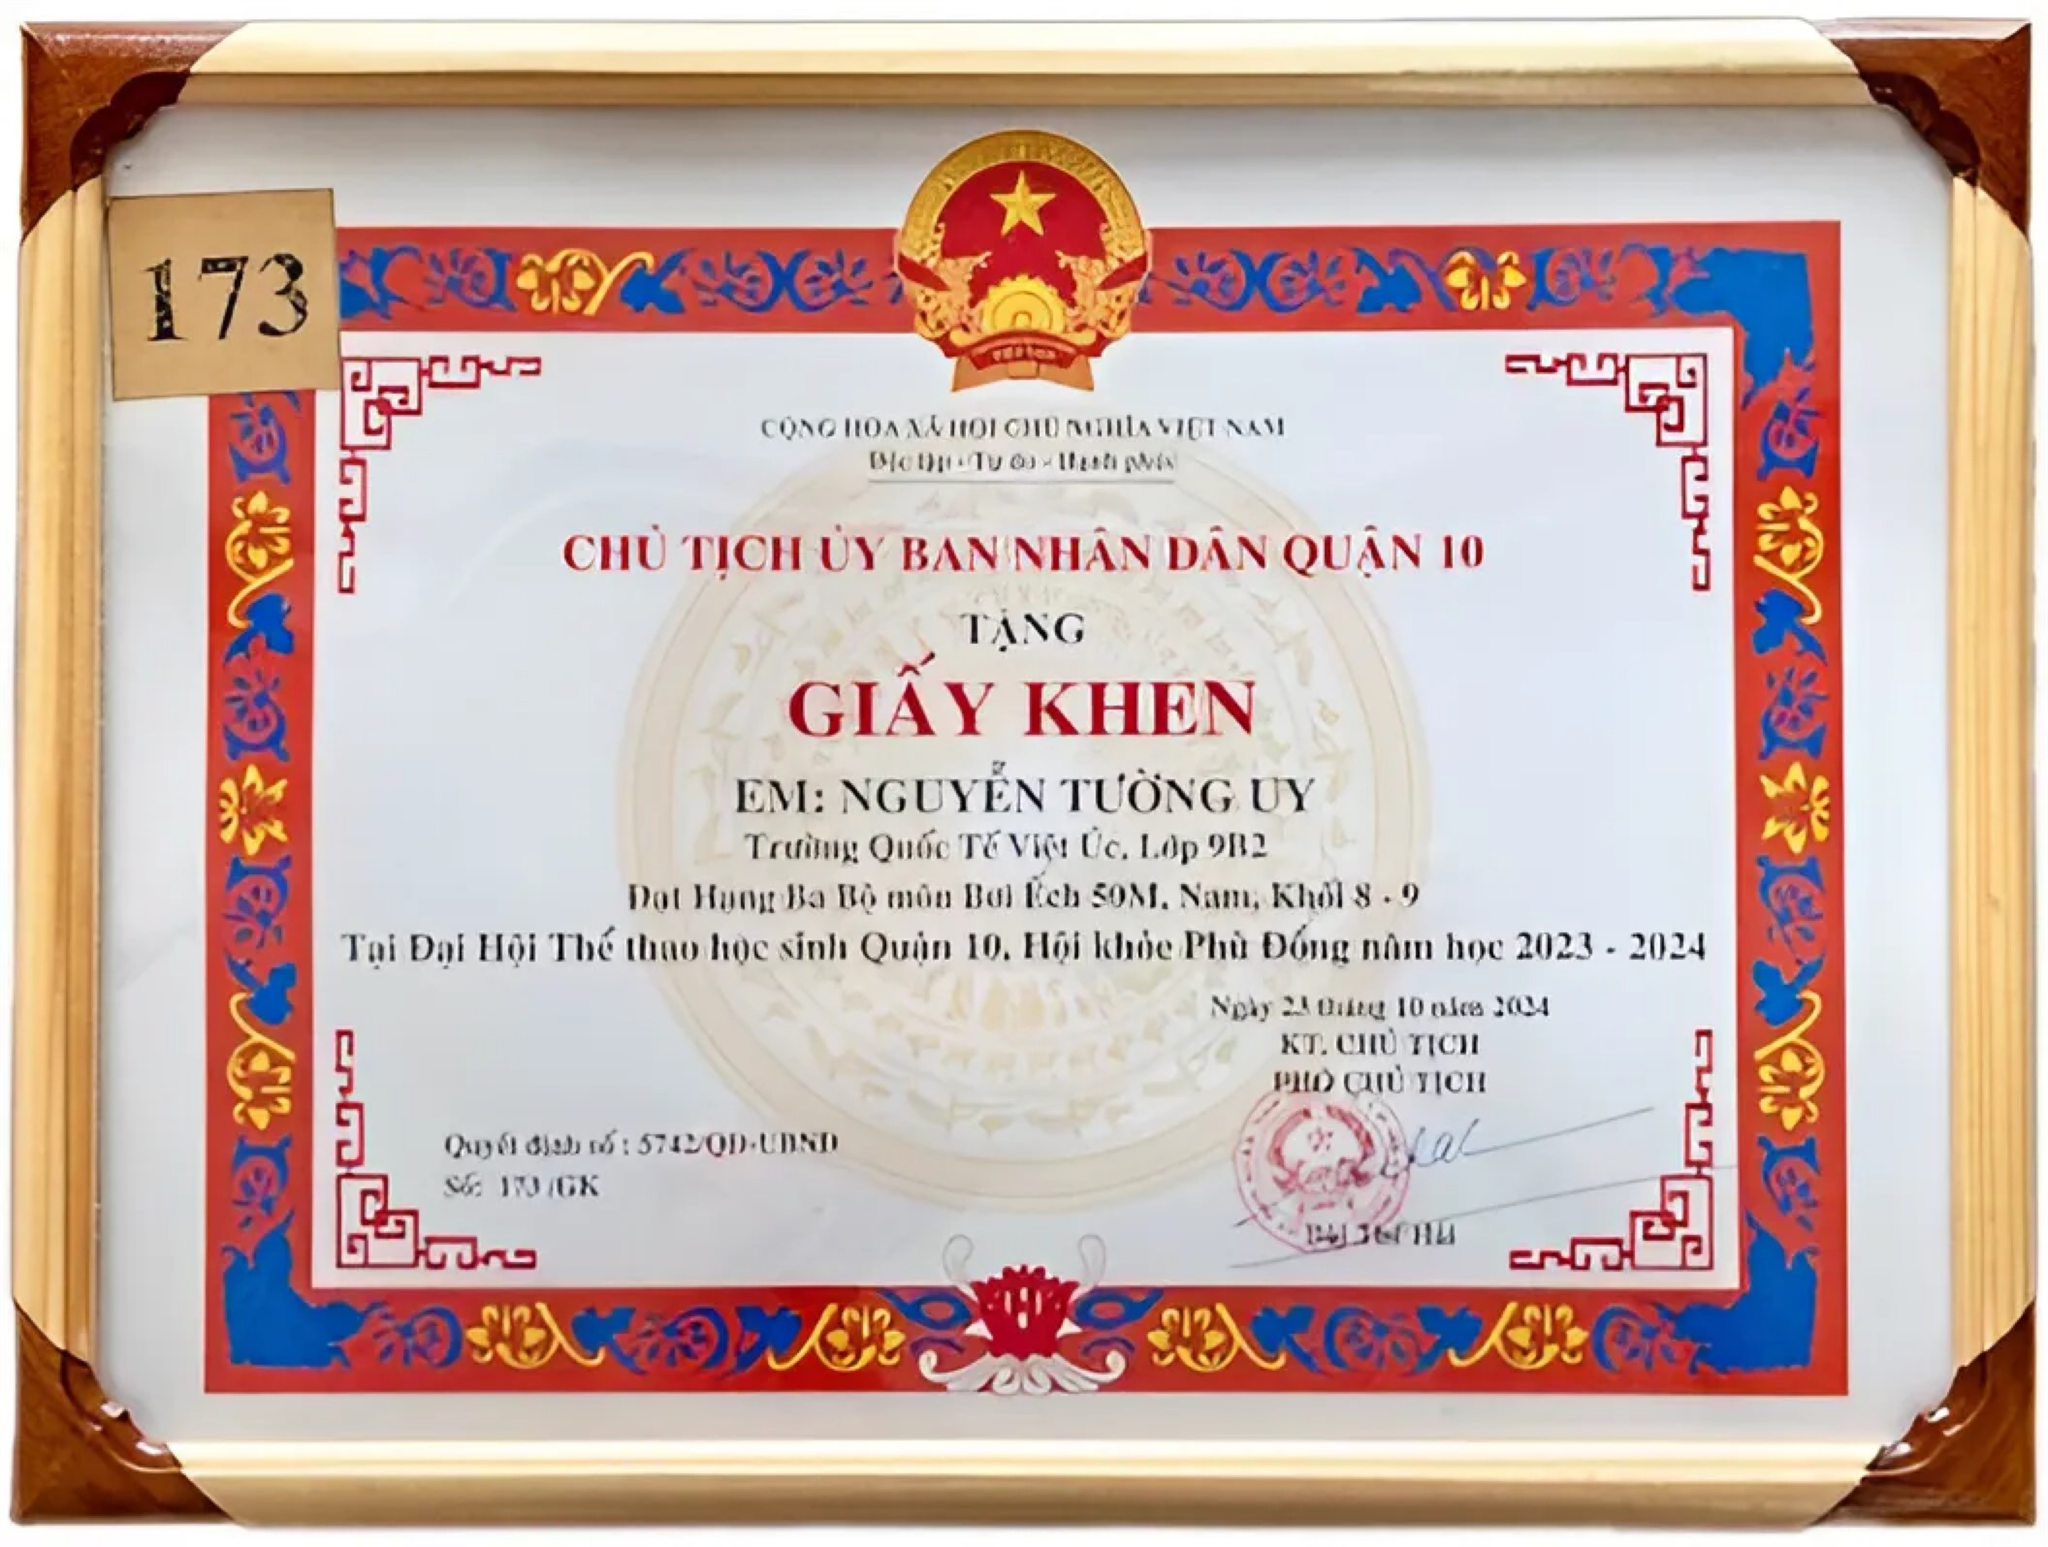 173
CỘNG HÒA XÃ HỘI CHỦ NGHĨA VIỆT NAM
Độc lập - Tự do - Hạnh phúc
CHỦ TỊCH ỦY BAN NHÂN DÂN QUẬN 10
TẶNG
GIẤY KHEN
EM: NGUYỄN TƯỜNG UY
Trường Quốc Tế Việt Úc, Lớp 9B2
Đạt Hạng Ba Bộ môn Bơi Ếch 50M, Nam, Khối 8 - 9
Tại Đại Hội Thể thao học sinh Quận 10, Hội khỏe Phù Đổng năm học 2023 - 2024
Ngày 23 tháng 10 năm 2024
KT. CHỦ TỊCH
PHÓ CHỦ TỊCH
Quyết định số : 5742/QĐ-UBND
Số: 173 /GK